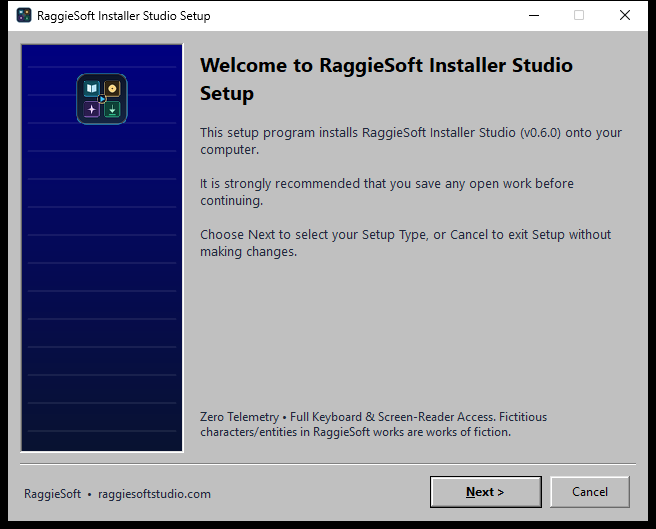 RaggieSoft Installer Studio Setup
Welcome to RaggieSoft Installer Studio
Setup
This setup program installs RaggieSoft Installer Studio (v0.6.0) onto your
computer.
It is strongly recommended that you save any open work before
continuing.
Choose Next to select your Setup Type, or Cancel to exit Setup without
making changes.
Zero Telemetry • Full Keyboard & Screen-Reader Access. Fictitious
characters/entities in RaggieSoft works are works of fiction.
RaggieSoft • raggiesoftstudio.com
Next >
Cancel